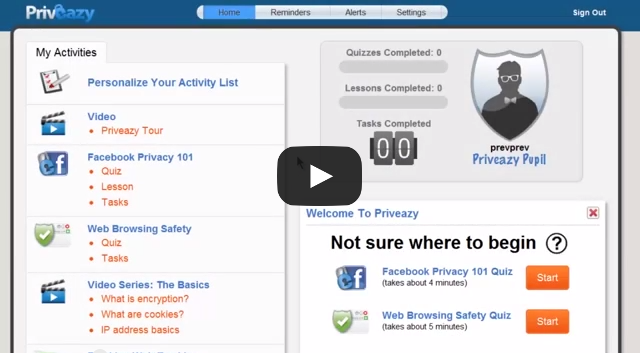 Priveazy
Home
Reminders
Alerts
Settings
Sign Out
My Activities
Personalize Your Activity List
Video
Priveazy Tour
Facebook Privacy 101
Quiz
Lesson
Tasks
Web Browsing Safety
Quiz
Tasks
Video Series: The Basics
What is encryption?
What are cookies?
IP address basics
Quizzes Completed: 0
Lessons Completed: 0
Tasks Completed
00
prevprev
Priveazy Pupil
Welcome To Priveazy
Not sure where to begin ?
Facebook Privacy 101 Quiz
(takes about 4 minutes)
Start
Web Browsing Safety Quiz
(takes about 5 minutes)
Start